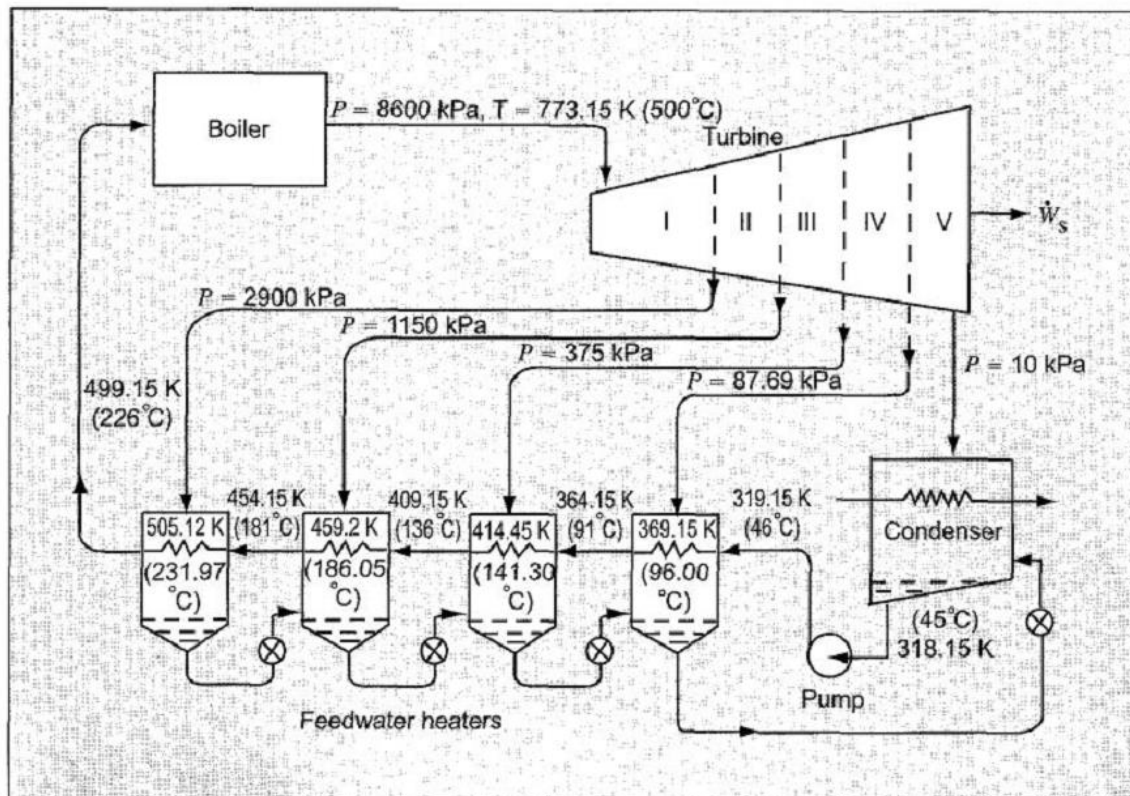 P = 8600 kPa, T = 773.15 K (500°C)
Boiler
Turbine
I
II
III
IV
V
Ẇs
P = 2900 kPa
P = 1150 kPa
P = 375 kPa
P = 87.69 kPa
P = 10 kPa
499.15 K
(226°C)
505.12 K
(231.97
°C)
454.15 K
(181°C)
459.2 K
(186.05
°C)
409.15 K
(136°C)
414.45 K
(141.30
°C)
364.15 K
(91°C)
369.15 K
(96.00
°C)
319.15 K
(46°C)
Condenser
(45°C)
318.15 K
Pump
Feedwater heaters